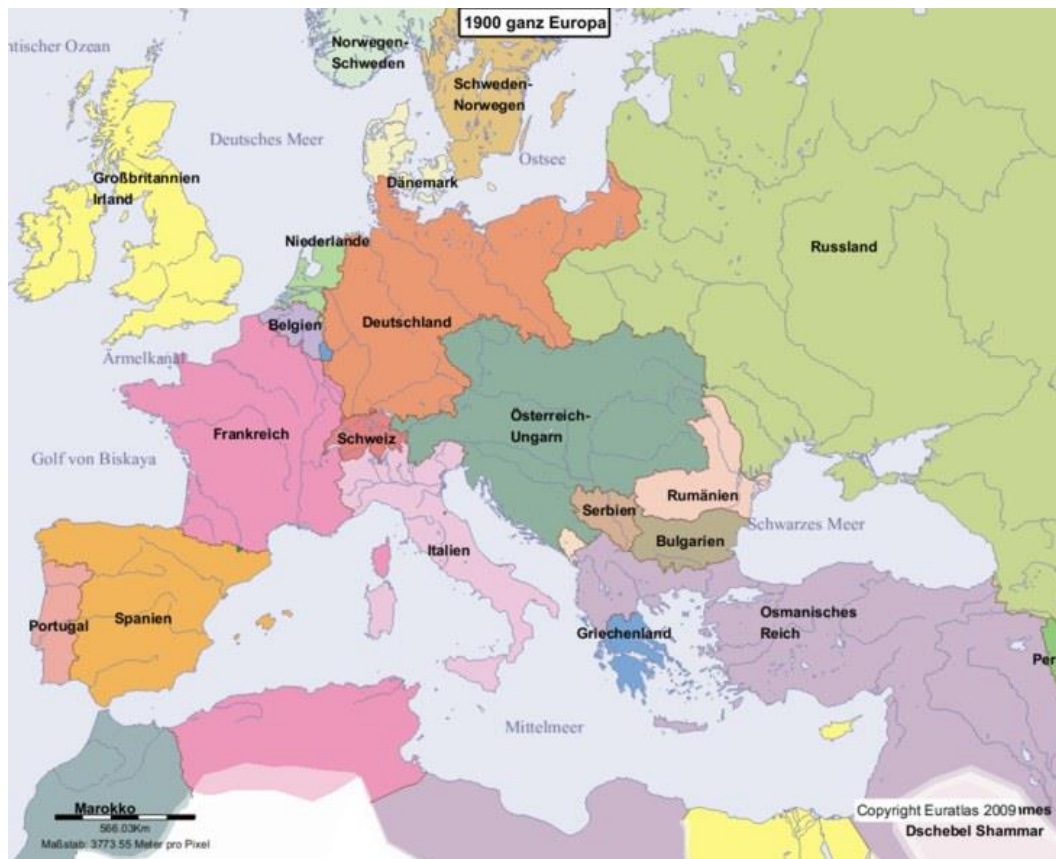 1900 ganz Europa
ntischer Ozean
Norwegen-
Schweden
Schweden-
Norwegen
Deutsches Meer
Ostsee
Großbritannien
Irland
Dänemark
Niederlande
Russland
Belgien
Deutschland
Ärmelkanal
Österreich-
Ungarn
Frankreich
Schweiz
Golf von Biskaya
Rumänien
Serbien
Schwarzes Meer
Bulgarien
Italien
Spanien
Portugal
Osmanisches
Reich
Griechenland
Per
Mittelmeer
Marokko
566.03Km
Maßstab: 3773.55 Meter pro Pixel
Copyright Euratlas 2009
mes
Dschebel Shammar